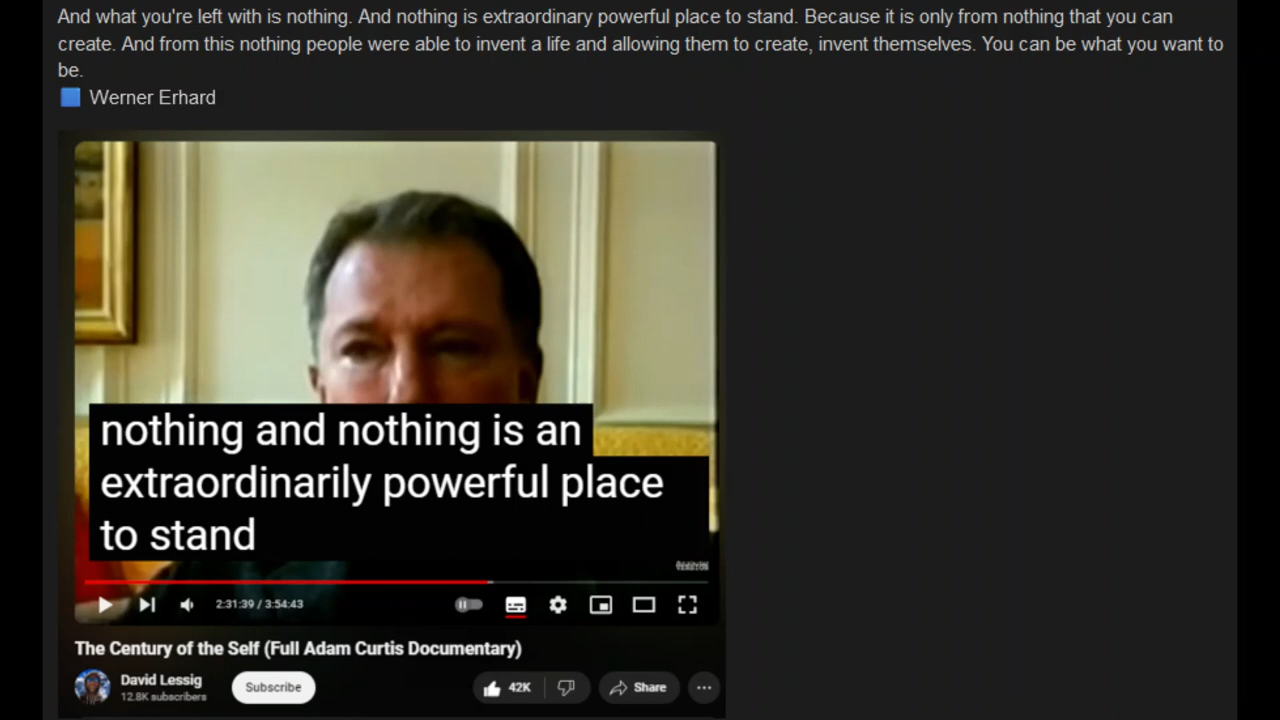 And what you're left with is nothing. And nothing is extraordinary powerful place to stand. Because it is only from nothing that you can
create. And from this nothing people were able to invent a life and allowing them to create, invent themselves. You can be what you want to
be.
Werner Erhard
nothing and nothing is an
extraordinarily powerful place
to stand
2:31:39 / 3:54:43
The Century of the Self (Full Adam Curtis Documentary)
David Lessig
12.8K subscribers
Subscribe
42K
Share